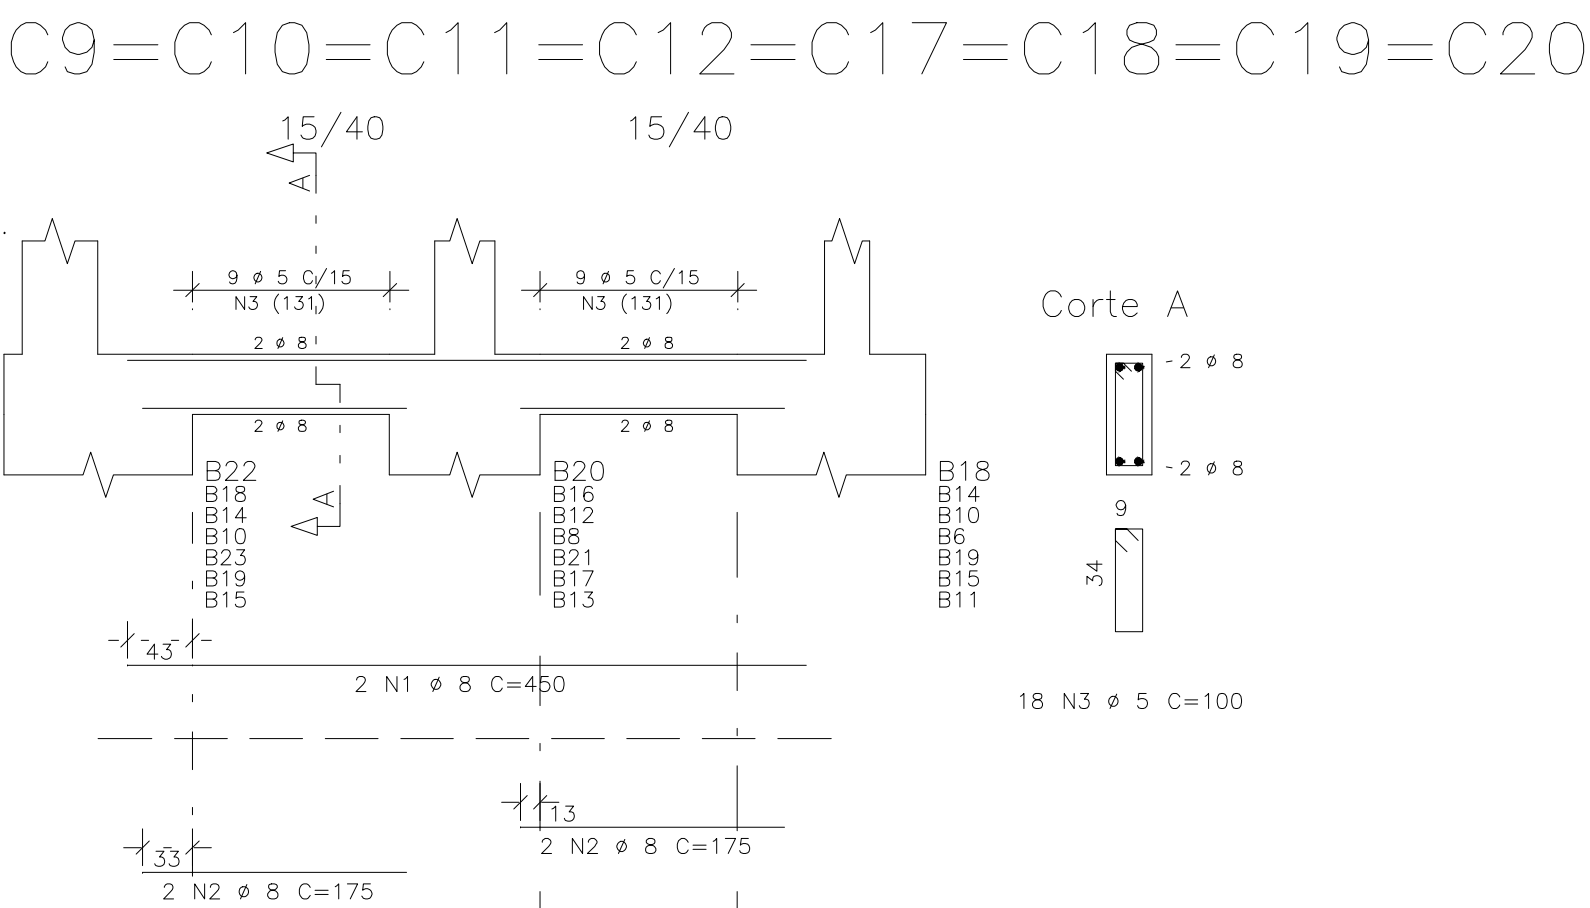 C9=C10=C11=C12=C17=C18=C19=C20
15/40 15/40
A
9 ø 5 C/15 9 ø 5 C/15
N3 (131) N3 (131)
Corte A
2 ø 8 2 ø 8
2 ø 8
2 ø 8 2 ø 8
2 ø 8
B22 B20 B18
B18 B16 B14
A
B14 B12 B10
9
B10 B8 B6
B23 B21 B19
34
B19 B17 B15
B15 B13 B11
43
2 N1 ø 8 C=450
18 N3 ø 5 C=100
13
2 N2 ø 8 C=175
33
2 N2 ø 8 C=175